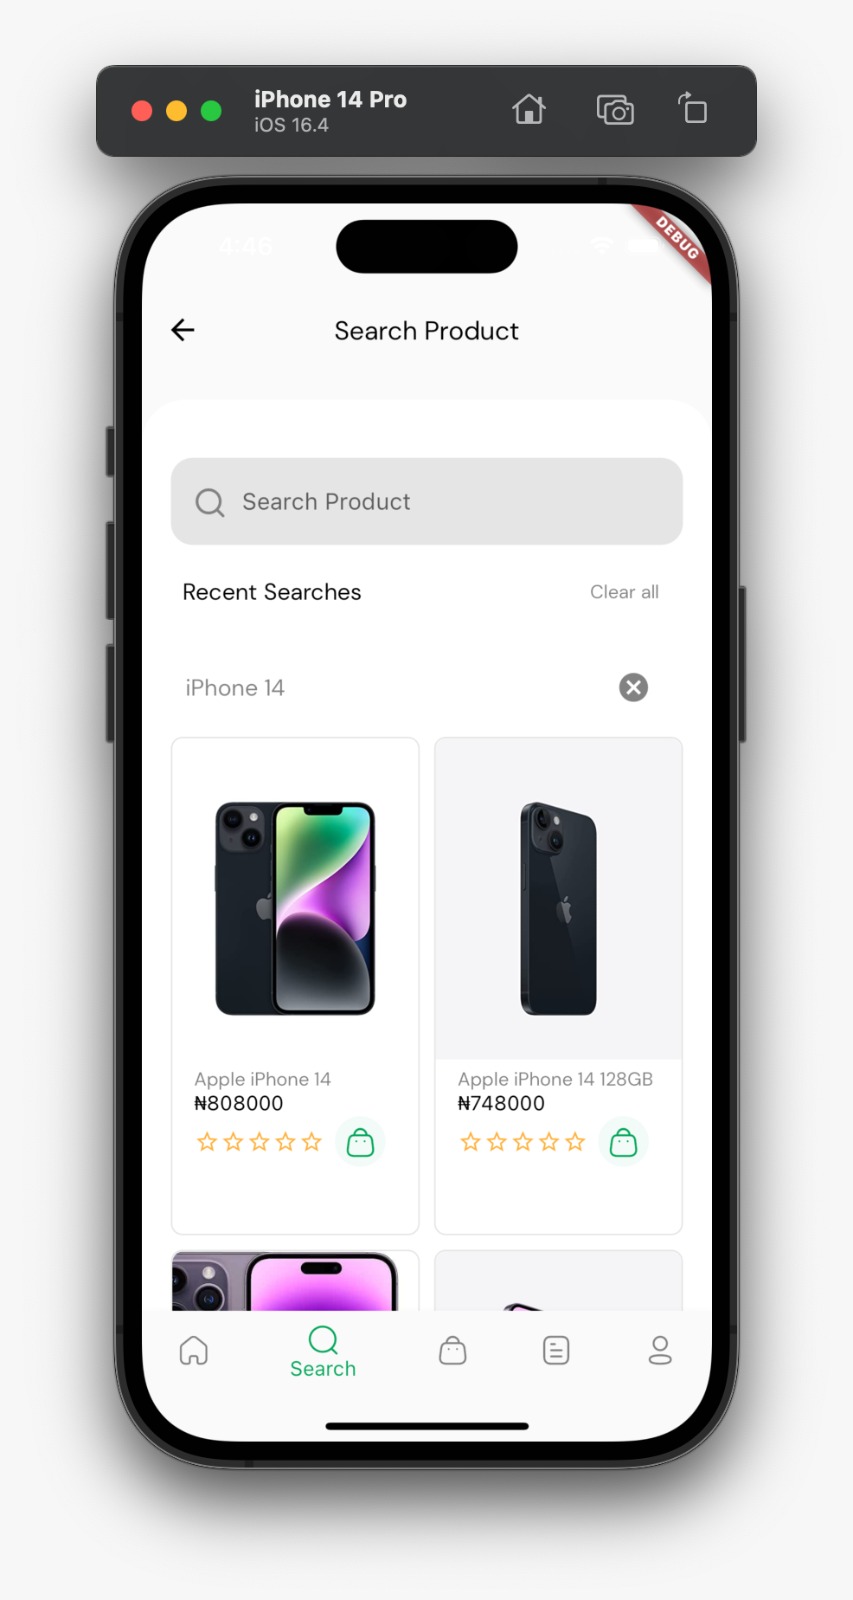 iPhone 14 Pro
iOS 16.4
4:46
DEBUG
Search Product
Search Product
Recent Searches
Clear all
iPhone 14
Apple iPhone 14
₦808000
Apple iPhone 14 128GB
₦748000
Search